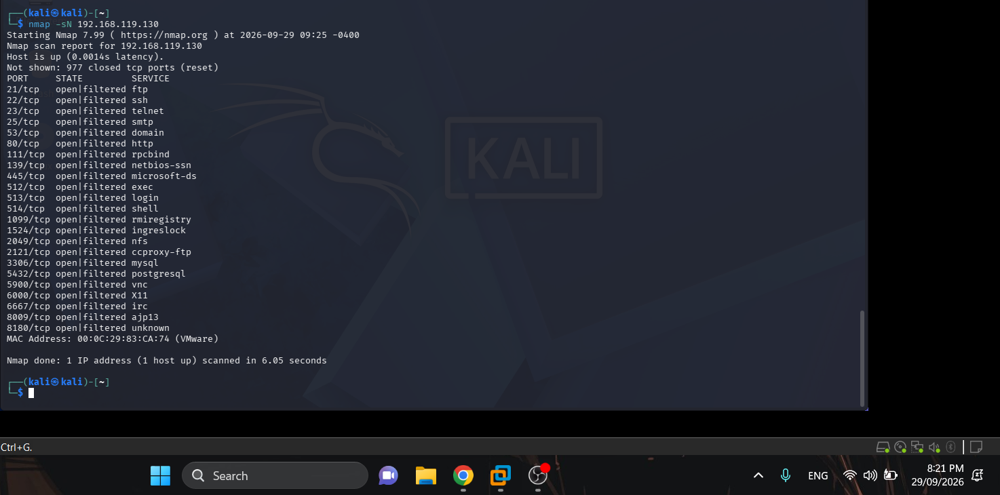 ┌──(kali㉿kali)-[~]
└─$ nmap -sN 192.168.119.130
Starting Nmap 7.99 ( https://nmap.org ) at 2026-09-29 09:25 -0400
Nmap scan report for 192.168.119.130
Host is up (0.0014s latency).
Not shown: 977 closed tcp ports (reset)
PORT     STATE         SERVICE
21/tcp   open|filtered ftp
22/tcp   open|filtered ssh
23/tcp   open|filtered telnet
25/tcp   open|filtered smtp
53/tcp   open|filtered domain
80/tcp   open|filtered http
111/tcp  open|filtered rpcbind
139/tcp  open|filtered netbios-ssn
445/tcp  open|filtered microsoft-ds
512/tcp  open|filtered exec
513/tcp  open|filtered login
514/tcp  open|filtered shell
1099/tcp open|filtered rmiregistry
1524/tcp open|filtered ingreslock
2049/tcp open|filtered nfs
2121/tcp open|filtered ccproxy-ftp
3306/tcp open|filtered mysql
5432/tcp open|filtered postgresql
5900/tcp open|filtered vnc
6000/tcp open|filtered X11
6667/tcp open|filtered irc
8009/tcp open|filtered ajp13
8180/tcp open|filtered unknown
MAC Address: 00:0C:29:83:CA:74 (VMware)
Nmap done: 1 IP address (1 host up) scanned in 6.05 seconds
┌──(kali㉿kali)-[~]
└─$
KALI
Ctrl+G.
Search
ENG
8:21 PM
29/09/2026